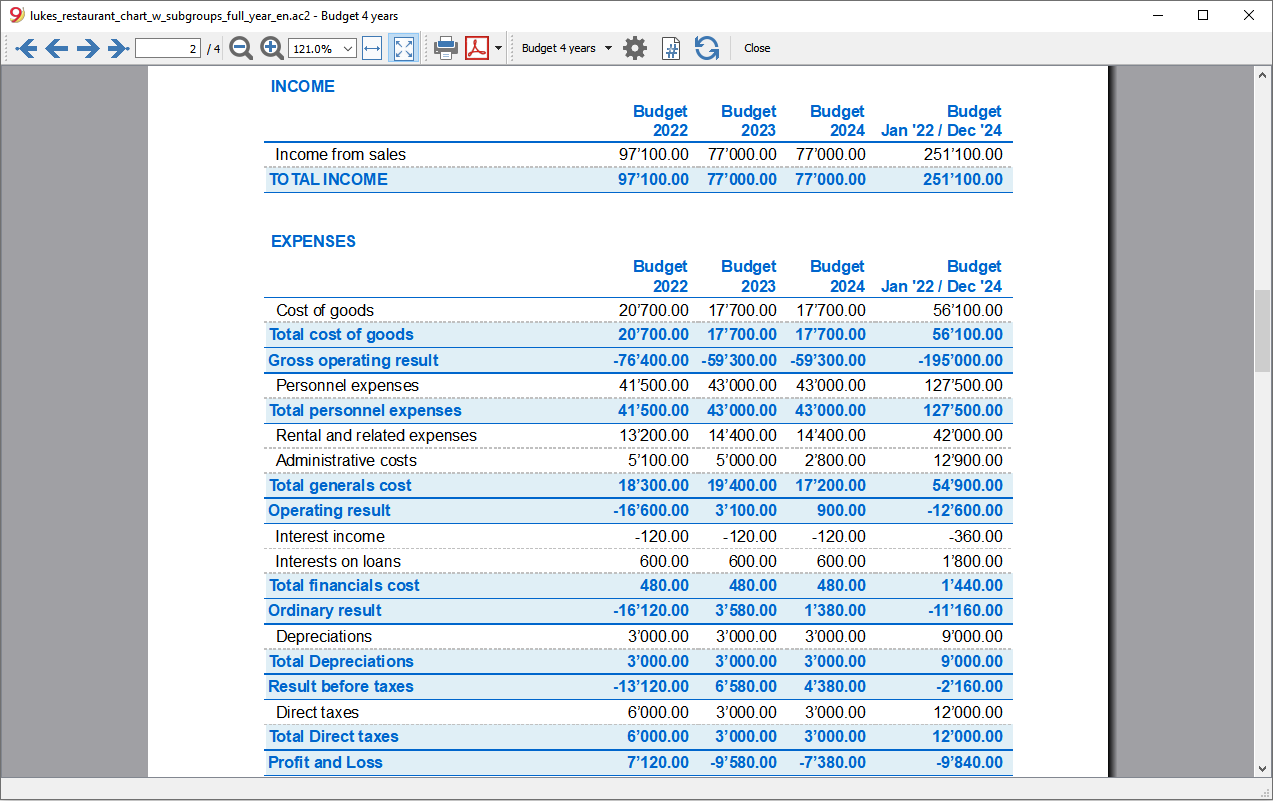 lukes_restaurant_chart_w_subgroups_full_year_en.ac2 - Budget 4 years
2 / 4 121.0% Budget 4 years Close
INCOME
Budget Budget Budget Budget
2022 2023 2024 Jan '22 / Dec '24
Income from sales 97’100.00 77’000.00 77’000.00 251’100.00
TOTAL INCOME 97’100.00 77’000.00 77’000.00 251’100.00
EXPENSES
Budget Budget Budget Budget
2022 2023 2024 Jan '22 / Dec '24
Cost of goods 20’700.00 17’700.00 17’700.00 56’100.00
Total cost of goods 20’700.00 17’700.00 17’700.00 56’100.00
Gross operating result -76’400.00 -59’300.00 -59’300.00 -195’000.00
Personnel expenses 41’500.00 43’000.00 43’000.00 127’500.00
Total personnel expenses 41’500.00 43’000.00 43’000.00 127’500.00
Rental and related expenses 13’200.00 14’400.00 14’400.00 42’000.00
Administrative costs 5’100.00 5’000.00 2’800.00 12’900.00
Total generals cost 18’300.00 19’400.00 17’200.00 54’900.00
Operating result -16’600.00 3’100.00 900.00 -12’600.00
Interest income -120.00 -120.00 -120.00 -360.00
Interests on loans 600.00 600.00 600.00 1’800.00
Total financials cost 480.00 480.00 480.00 1’440.00
Ordinary result -16’120.00 3’580.00 1’380.00 -11’160.00
Depreciations 3’000.00 3’000.00 3’000.00 9’000.00
Total Depreciations 3’000.00 3’000.00 3’000.00 9’000.00
Result before taxes -13’120.00 6’580.00 4’380.00 -2’160.00
Direct taxes 6’000.00 3’000.00 3’000.00 12’000.00
Total Direct taxes 6’000.00 3’000.00 3’000.00 12’000.00
Profit and Loss 7’120.00 -9’580.00 -7’380.00 -9’840.00